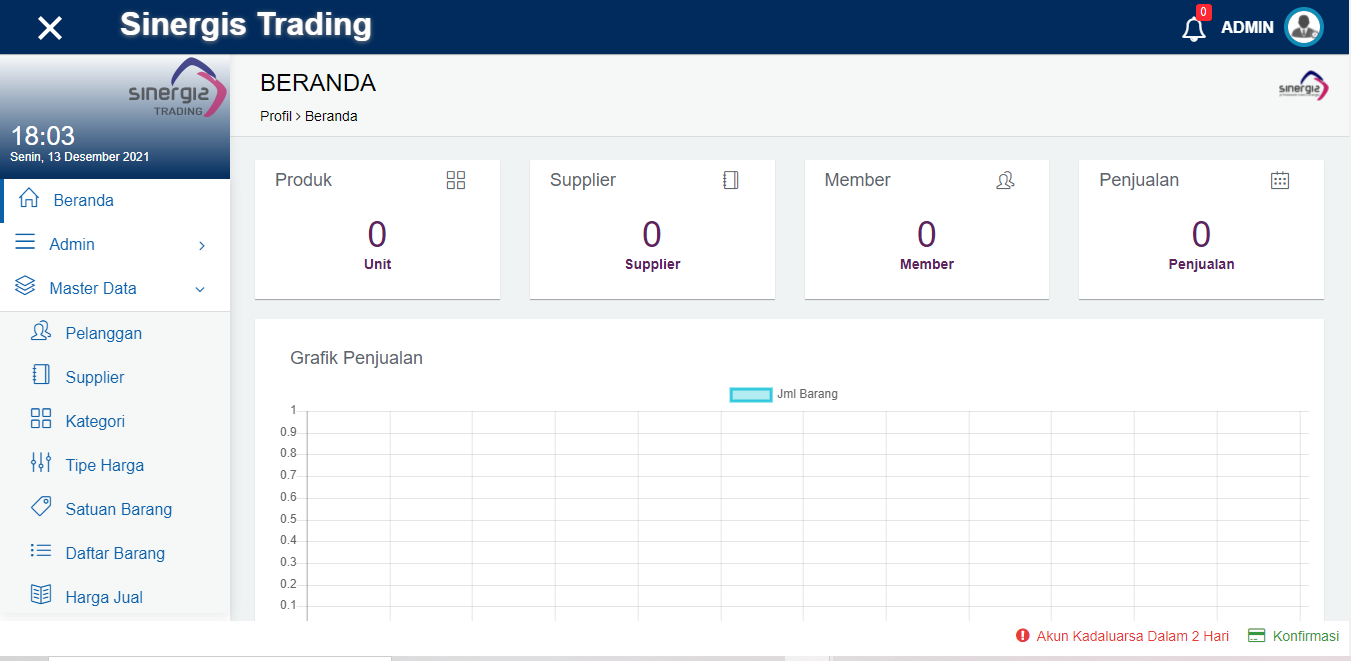 Sinergis Trading
0
ADMIN
sinergis
TRADING
18:03
Senin, 13 Desember 2021
Beranda
Admin
Master Data
Pelanggan
Supplier
Kategori
Tipe Harga
Satuan Barang
Daftar Barang
Harga Jual
BERANDA
Profil > Beranda
sinergis
Produk
0
Unit
Supplier
0
Supplier
Member
0
Member
Penjualan
0
Penjualan
Grafik Penjualan
Jml Barang
1
0.9
0.8
0.7
0.6
0.5
0.4
0.3
0.2
0.1
Akun Kadaluarsa Dalam 2 Hari
Konfirmasi